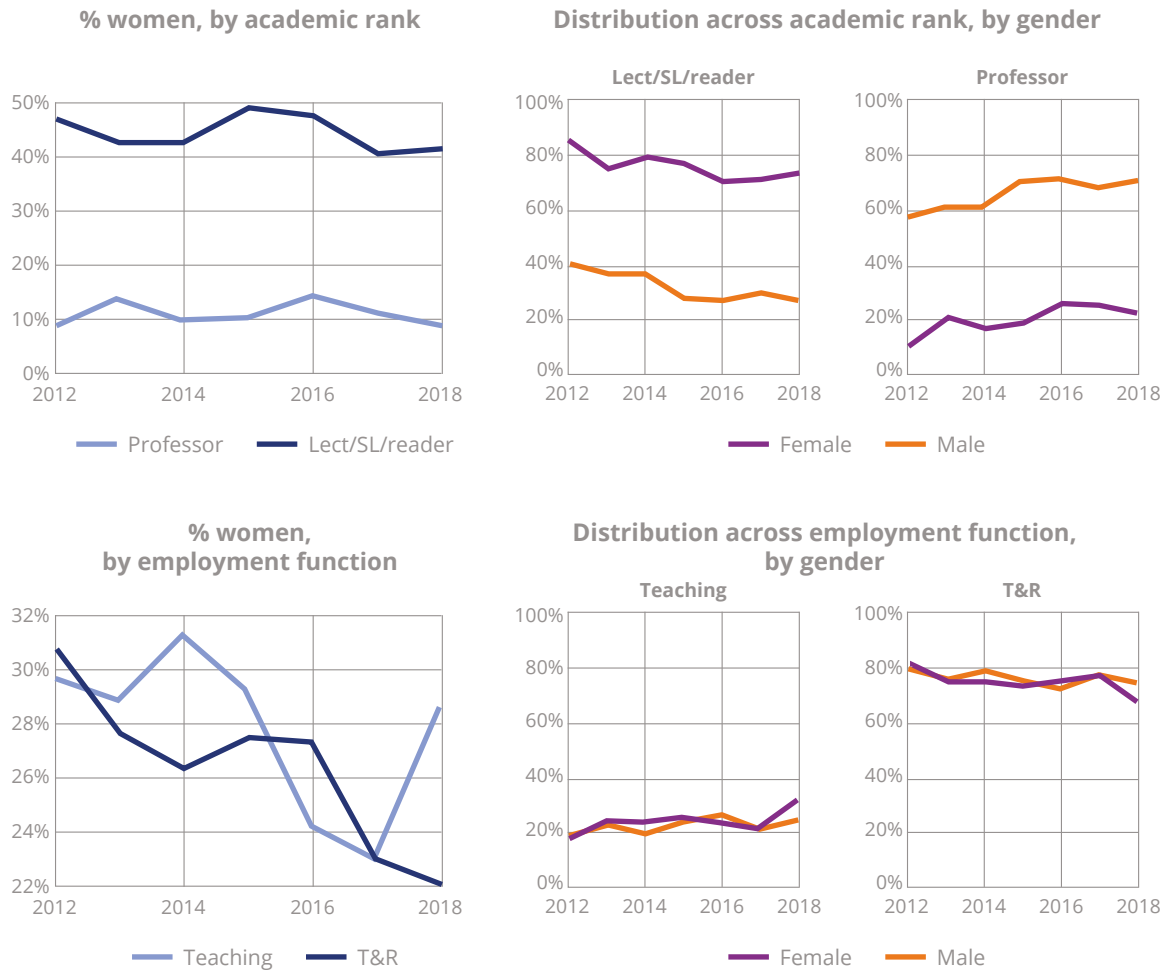 % women, by academic rank
50%
40%
30%
20%
10%
0%
2012 2014 2016 2018
Professor Lect/SL/reader
Distribution across academic rank, by gender
Lect/SL/reader
100%
80%
60%
40%
20%
0%
2012 2014 2016 2018
Professor
100%
80%
60%
40%
20%
0%
2012 2014 2016 2018
Female Male
% women,
by employment function
32%
30%
28%
26%
24%
22%
2012 2014 2016 2018
Teaching T&R
Distribution across employment function,
by gender
Teaching
100%
80%
60%
40%
20%
0%
2012 2014 2016 2018
T&R
100%
80%
60%
40%
20%
0%
2012 2014 2016 2018
Female Male